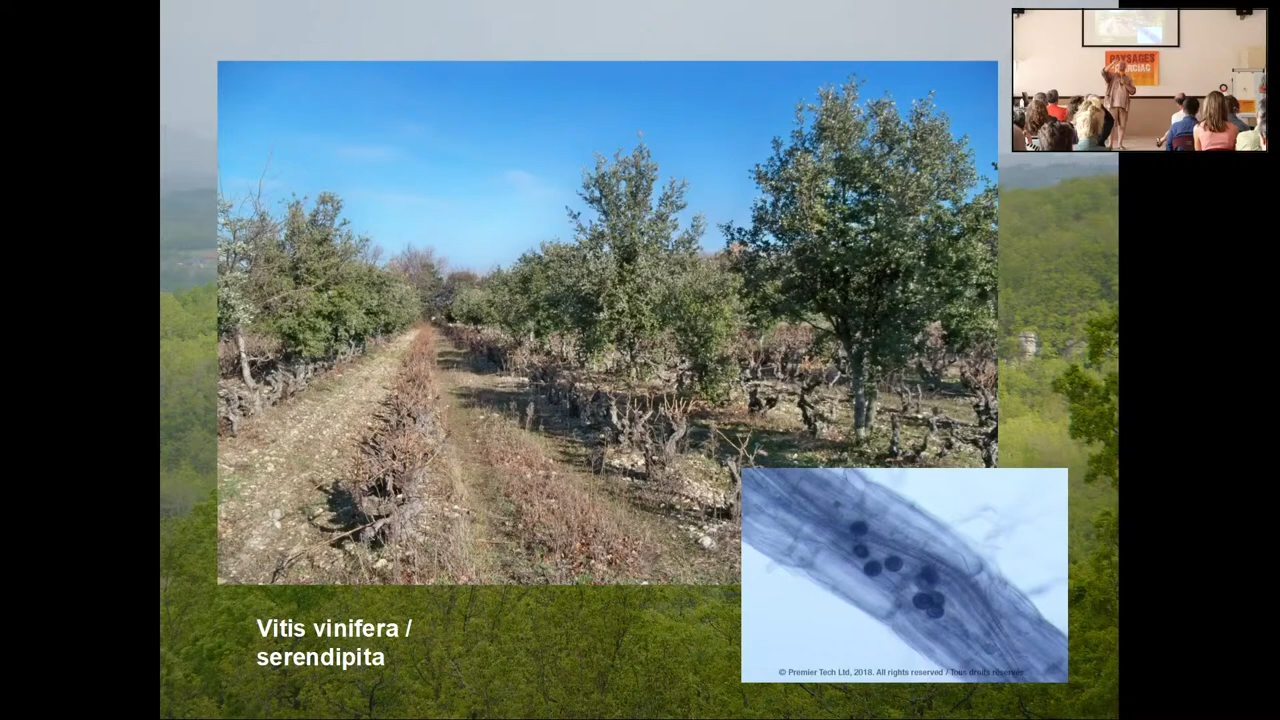 PAYSAGES
Vitis vinifera /
serendipita
© Premier Tech Ltd, 2018. All rights reserved / Tous droits réservés